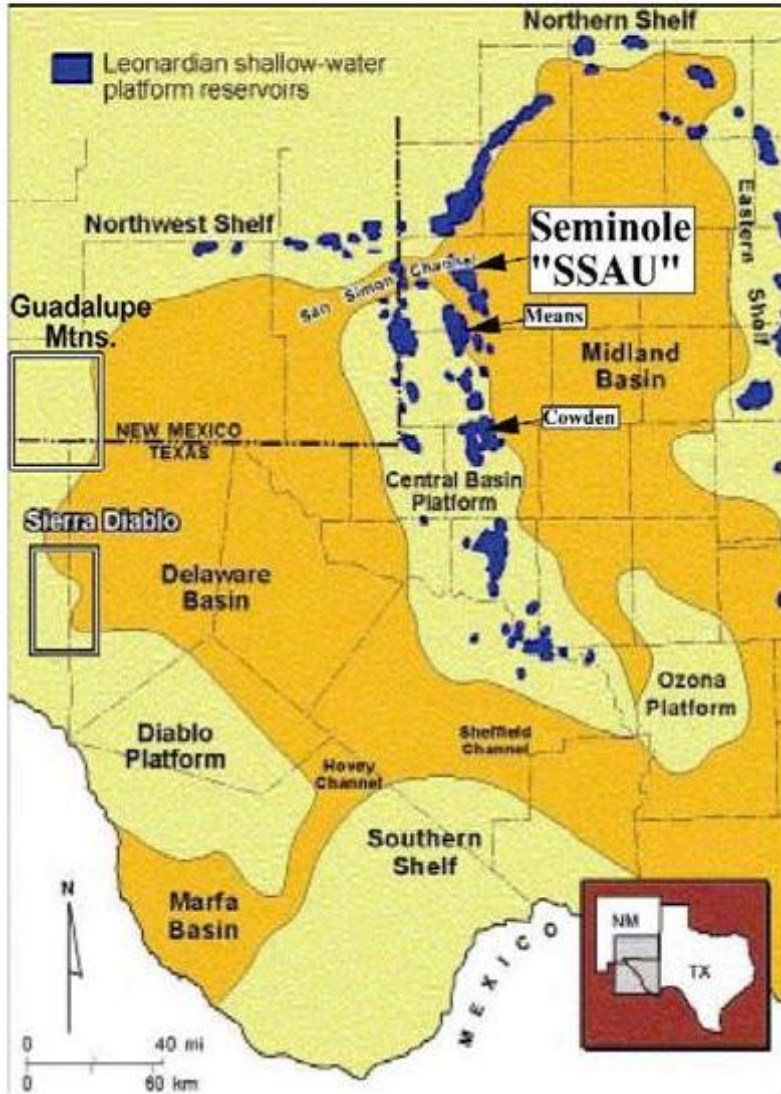 Northern Shelf
Leonardian shallow-water
platform reservoirs
Eastern
Shelf
Northwest Shelf
Seminole
"SSAU"
San Simon Channel
Guadalupe
Mtns.
Means
Midland
Basin
Cowden
NEW MEXICO
TEXAS
Central Basin
Platform
Sierra Diablo
Delaware
Basin
Ozona
Platform
Diablo
Platform
Sheffield
Channel
Hovey
Channel
Southern
Shelf
Marfa
Basin
N
MEXICO
NM
TX
0 40 mi
0 60 km